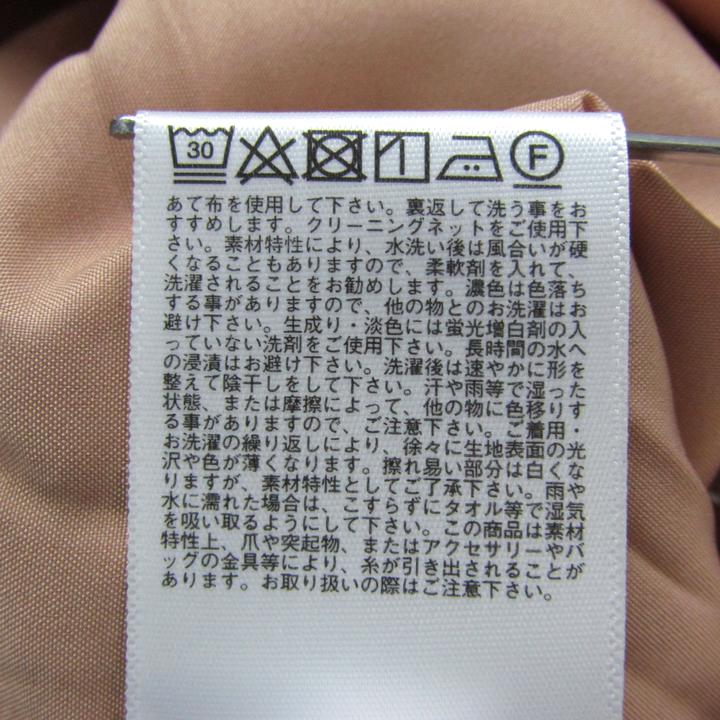 30 F
あて布を使用して下さい。裏返して洗う事をお
すすめします。クリーニングネットをご使用下
さい。素材特性により、水洗い後は風合いが硬
くなることもありますので、柔軟剤を入れて、
洗濯されることをお勧めします。濃色は色落ち
する事がありますので、他の物とのお洗濯はお
避け下さい。生成り・淡色には蛍光増白剤の入
っていない洗剤をご使用下さい。長時間の水へ
の浸漬はお避け下さい。洗濯後は速やかに形を
整えて陰干しをして下さい。汗や雨等で湿った
状態、または摩擦によって、他の物に色移りす
る事がありますので、ご注意下さい。ご着用・
お洗濯の繰り返しにより、徐々に生地表面の光
沢や色が薄くなります。擦れ易い部分は白くな
りますが、素材特性としてご了承下さい。雨や
水に濡れた場合は、こすらずにタオル等で湿気
を吸い取るようにして下さい。この商品は素材
特性上、爪や突起物、またはアクセサリーやバ
ッグの金具等により、糸が引き出されることが
あります。お取り扱いの際はご注意下さい。